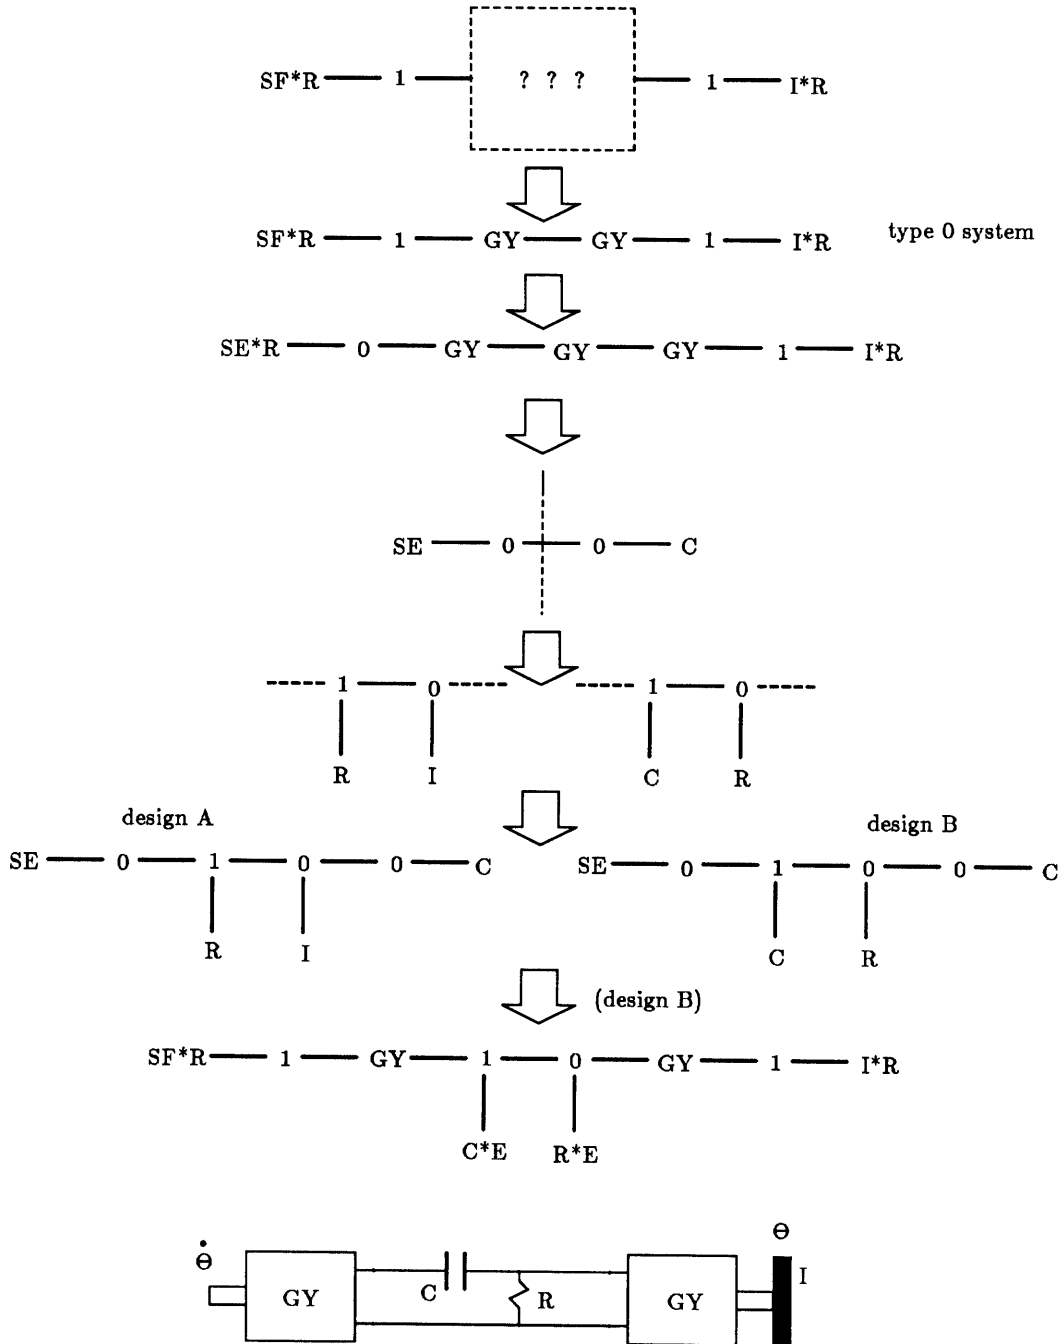 SF*R 1 ? ? ? 1 I*R
SF*R 1 GY GY 1 I*R type 0 system
SE*R 0 GY GY GY 1 I*R
SE 0 0 C
1 0 1 0
R I C R
design A design B
SE 0 1 0 0 C SE 0 1 0 0 C
R I C R
(design B)
SF*R 1 GY 1 0 GY 1 I*R
C*E R*E
Θ̇ Θ
GY C R GY I